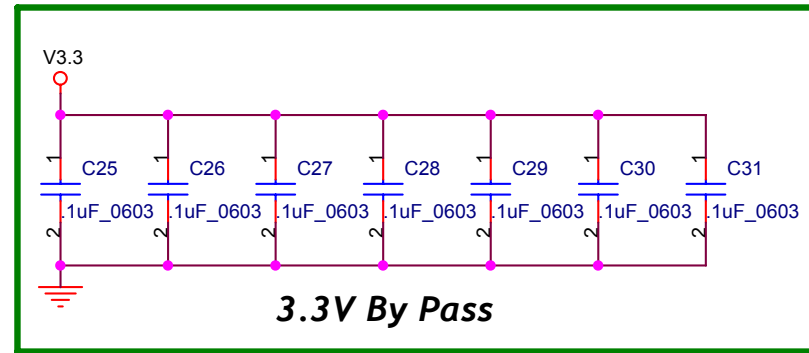 V3.3
1 1 1 1 1 1 1
C25 C26 C27 C28 C29 C30 C31
.1uF_0603 .1uF_0603 .1uF_0603 .1uF_0603 .1uF_0603 .1uF_0603 .1uF_0603
2 2 2 2 2 2 2
3.3V By Pass